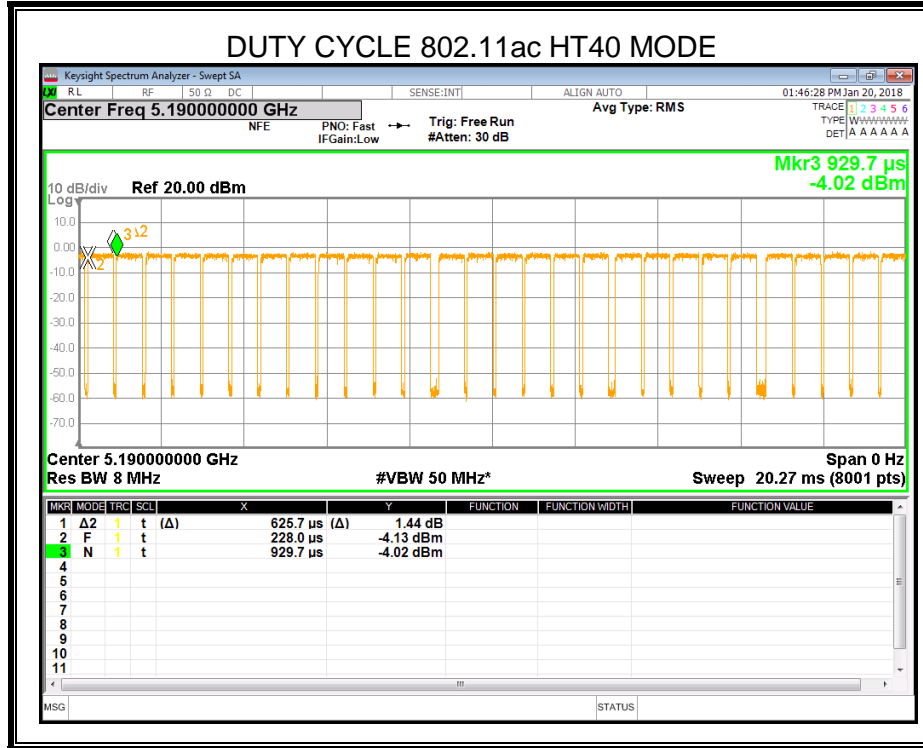 DUTY CYCLE 802.11ac HT40 MODE
Keysight Spectrum Analyzer - Swept SA
LXI RL RF 50 Ω DC SENSE:INT ALIGN AUTO 01:46:28 PM Jan 20, 2018
Center Freq 5.190000000 GHz Avg Type: RMS TRACE 1 2 3 4 5 6
NFE PNO: Fast Trig: Free Run TYPE WWWWWW
IFGain:Low #Atten: 30 dB DET A A A A A A
Mkr3 929.7 µs
10 dB/div Ref 20.00 dBm -4.02 dBm
Log
10.0
3 2
0.00
2
-10.0
-20.0
-30.0
-40.0
-50.0
-60.0
-70.0
Center 5.190000000 GHz Span 0 Hz
Res BW 8 MHz #VBW 50 MHz* Sweep 20.27 ms (8001 pts)
MKR MODE TRC SCL X Y FUNCTION FUNCTION WIDTH FUNCTION VALUE
1 Δ2 1 t (Δ) 625.7 µs (Δ) 1.44 dB
2 F 1 t 228.0 µs -4.13 dBm
3 N 1 t 929.7 µs -4.02 dBm
4
5
6
7
8
9
10
11
MSG STATUS